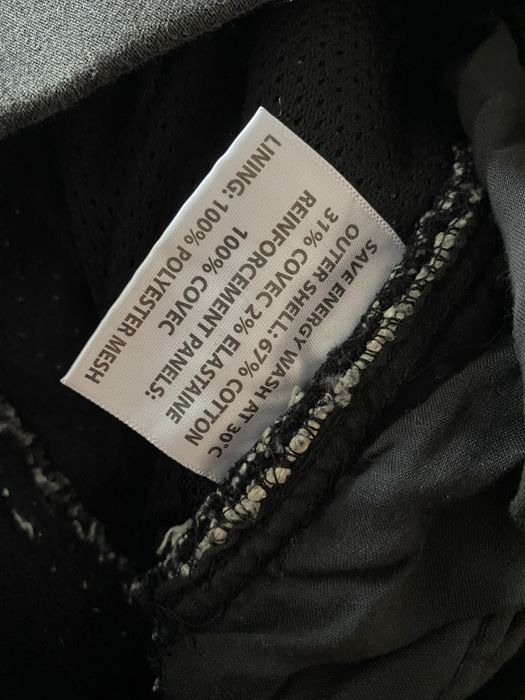 SAVE ENERGY WASH AT 30°C
OUTER SHELL: 67% COTTON
31% COVEC 2% ELASTAINE
REINFORCEMENT PANELS:
100% COVEC
LINING: 100% POLYESTER MESH